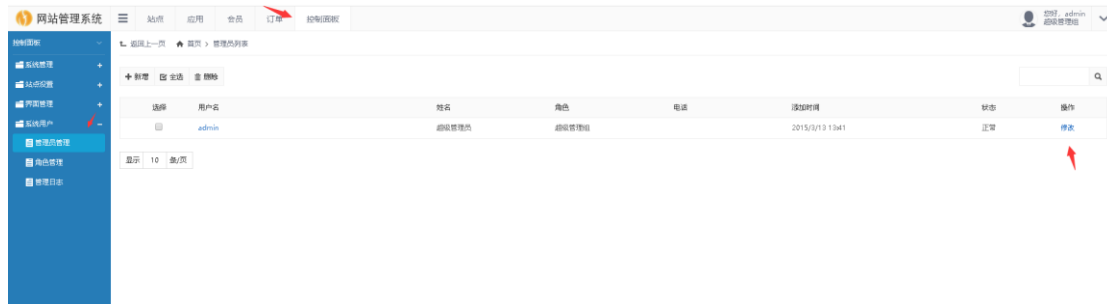 网站管理系统 站点 应用 会员 订单 控制面板 您好，admin
超级管理组
控制面板 返回上一页 首页 > 管理员列表
系统管理 +
站点设置 +
界面管理 +
系统用户 -
管理员管理
角色管理
管理日志
新增 全选 删除
选择 用户名 姓名 角色 电话 添加时间 状态 操作
admin 超级管理员 超级管理组 2015/3/13 13:41 正常 修改
显示 10 条/页